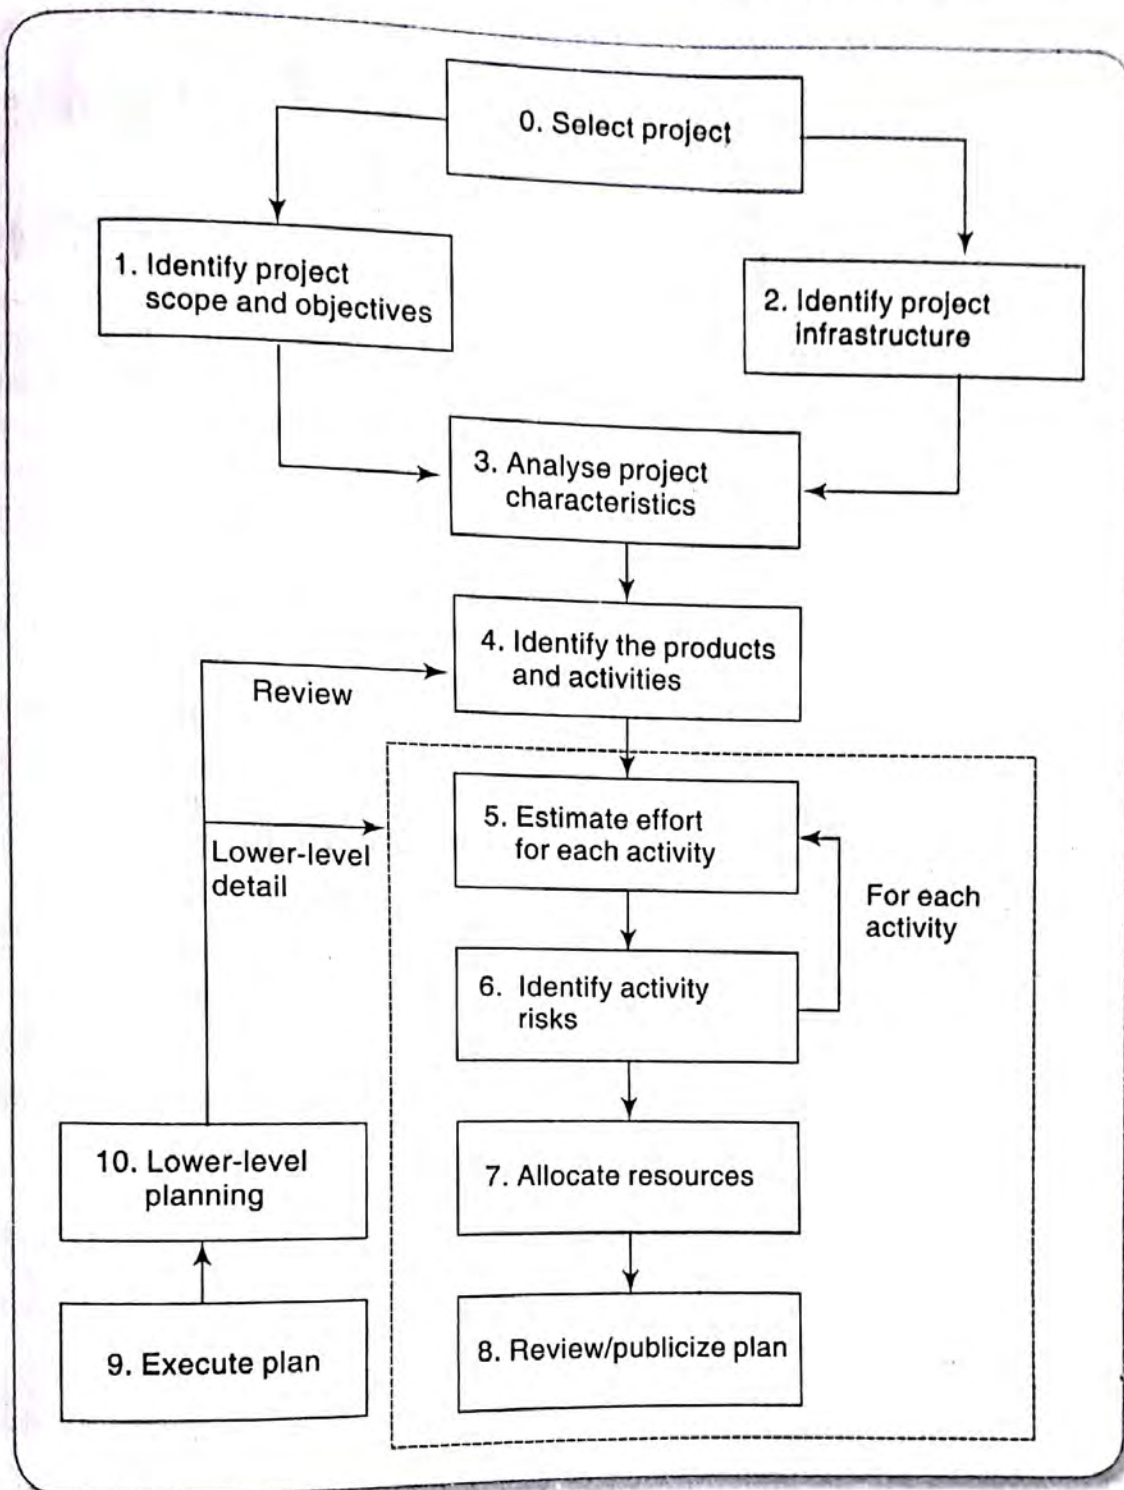 0. Select project
1. Identify project
scope and objectives
2. Identify project
infrastructure
3. Analyse project
characteristics
4. Identify the products
and activities
Review
5. Estimate effort
for each activity
Lower-level
detail
For each
activity
6. Identify activity
risks
10. Lower-level
planning
7. Allocate resources
9. Execute plan
8. Review/publicize plan